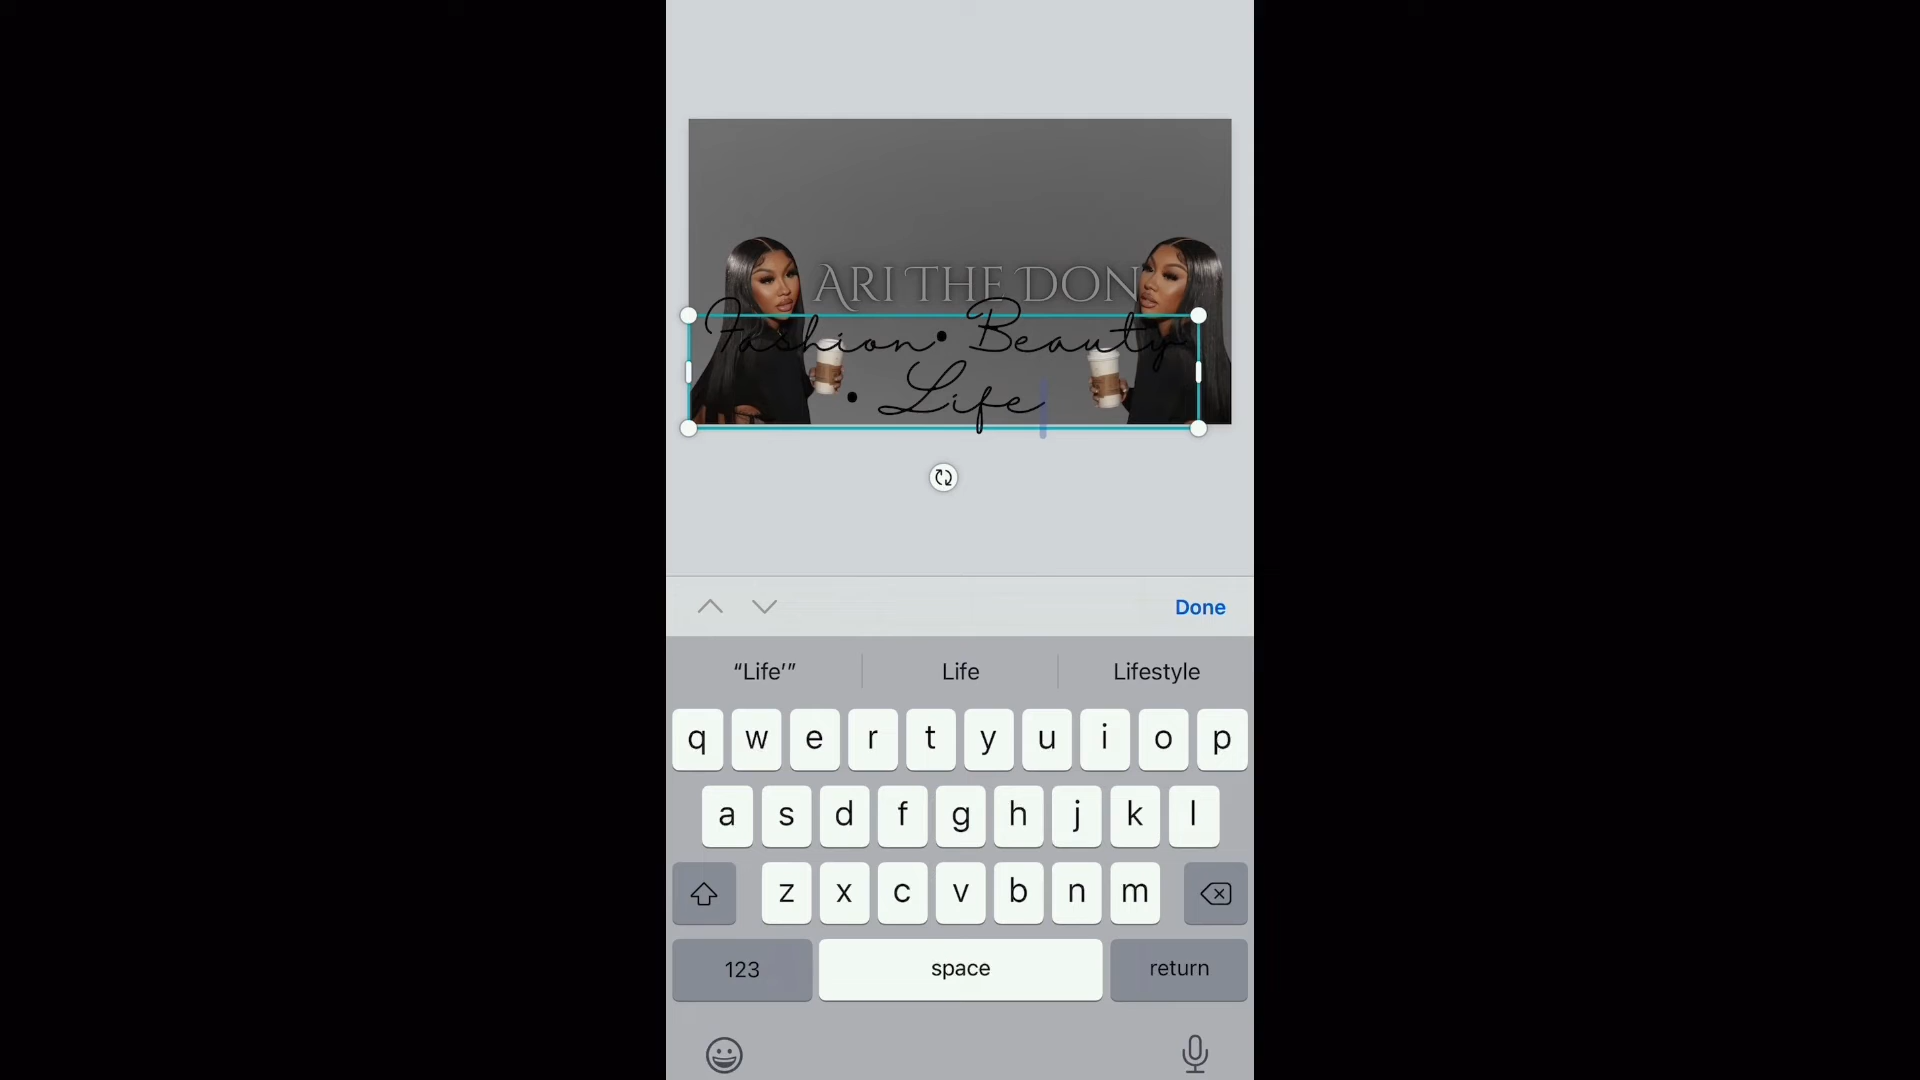 ARI THE DON
Fashion• Beauty
• Life
Done
“Life’” Life Lifestyle
q w e r t y u i o p
a s d f g h j k l
z x c v b n m
123 space return